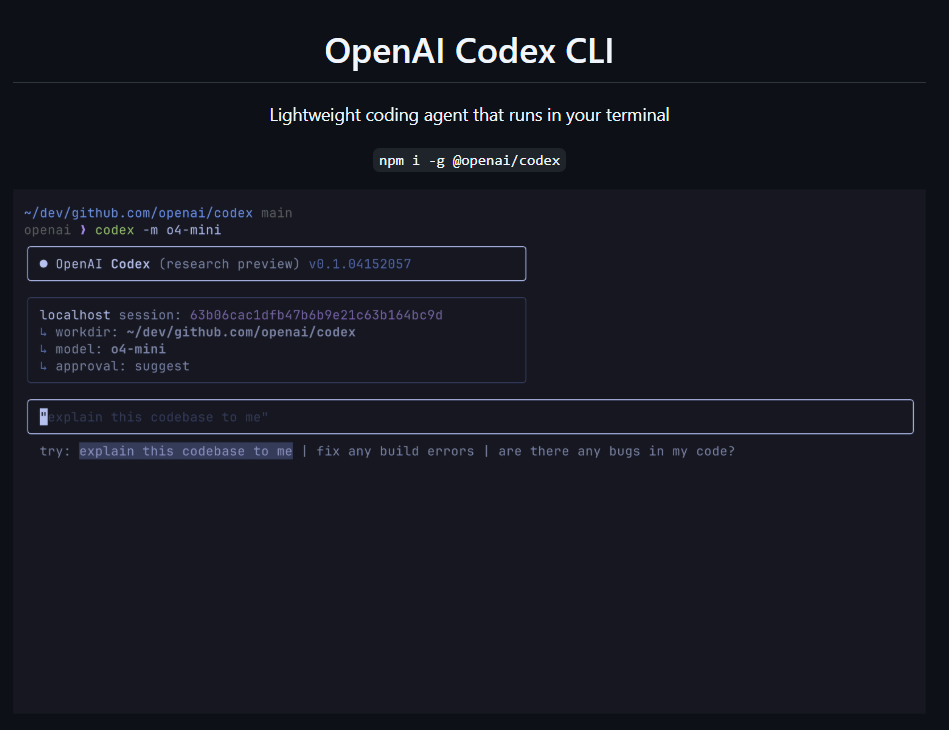 OpenAI Codex CLI
Lightweight coding agent that runs in your terminal
npm i -g @openai/codex
~/dev/github.com/openai/codex main
openai ❯ codex -m o4-mini
● OpenAI Codex (research preview) v0.1.04152057
localhost session: 63b06cac1dfb47b6b9e21c63b164bc9d
↳ workdir: ~/dev/github.com/openai/codex
↳ model: o4-mini
↳ approval: suggest
"explain this codebase to me"
try: explain this codebase to me | fix any build errors | are there any bugs in my code?